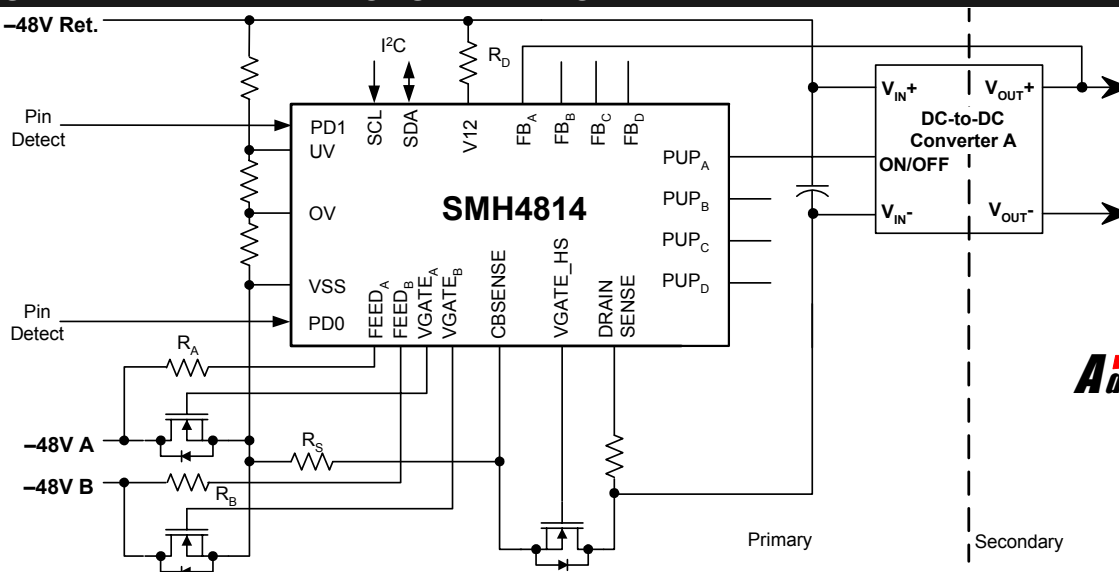 –48V Ret.
I²C
R_D
Pin
Detect
PD1
SCL
SDA
V12
FB_A
FB_B
FB_C
FB_D
UV
OV
SMH4814
PUP_A
PUP_B
PUP_C
PUP_D
V_IN+
V_OUT+
DC-to-DC
Converter A
ON/OFF
V_IN-
V_OUT-
VSS
Pin
Detect
PD0
FEED_A
FEED_B
VGATE_A
VGATE_B
CBSENSE
VGATE_HS
DRAIN
SENSE
R_A
–48V A
R_S
–48V B
R_B
Primary
Secondary